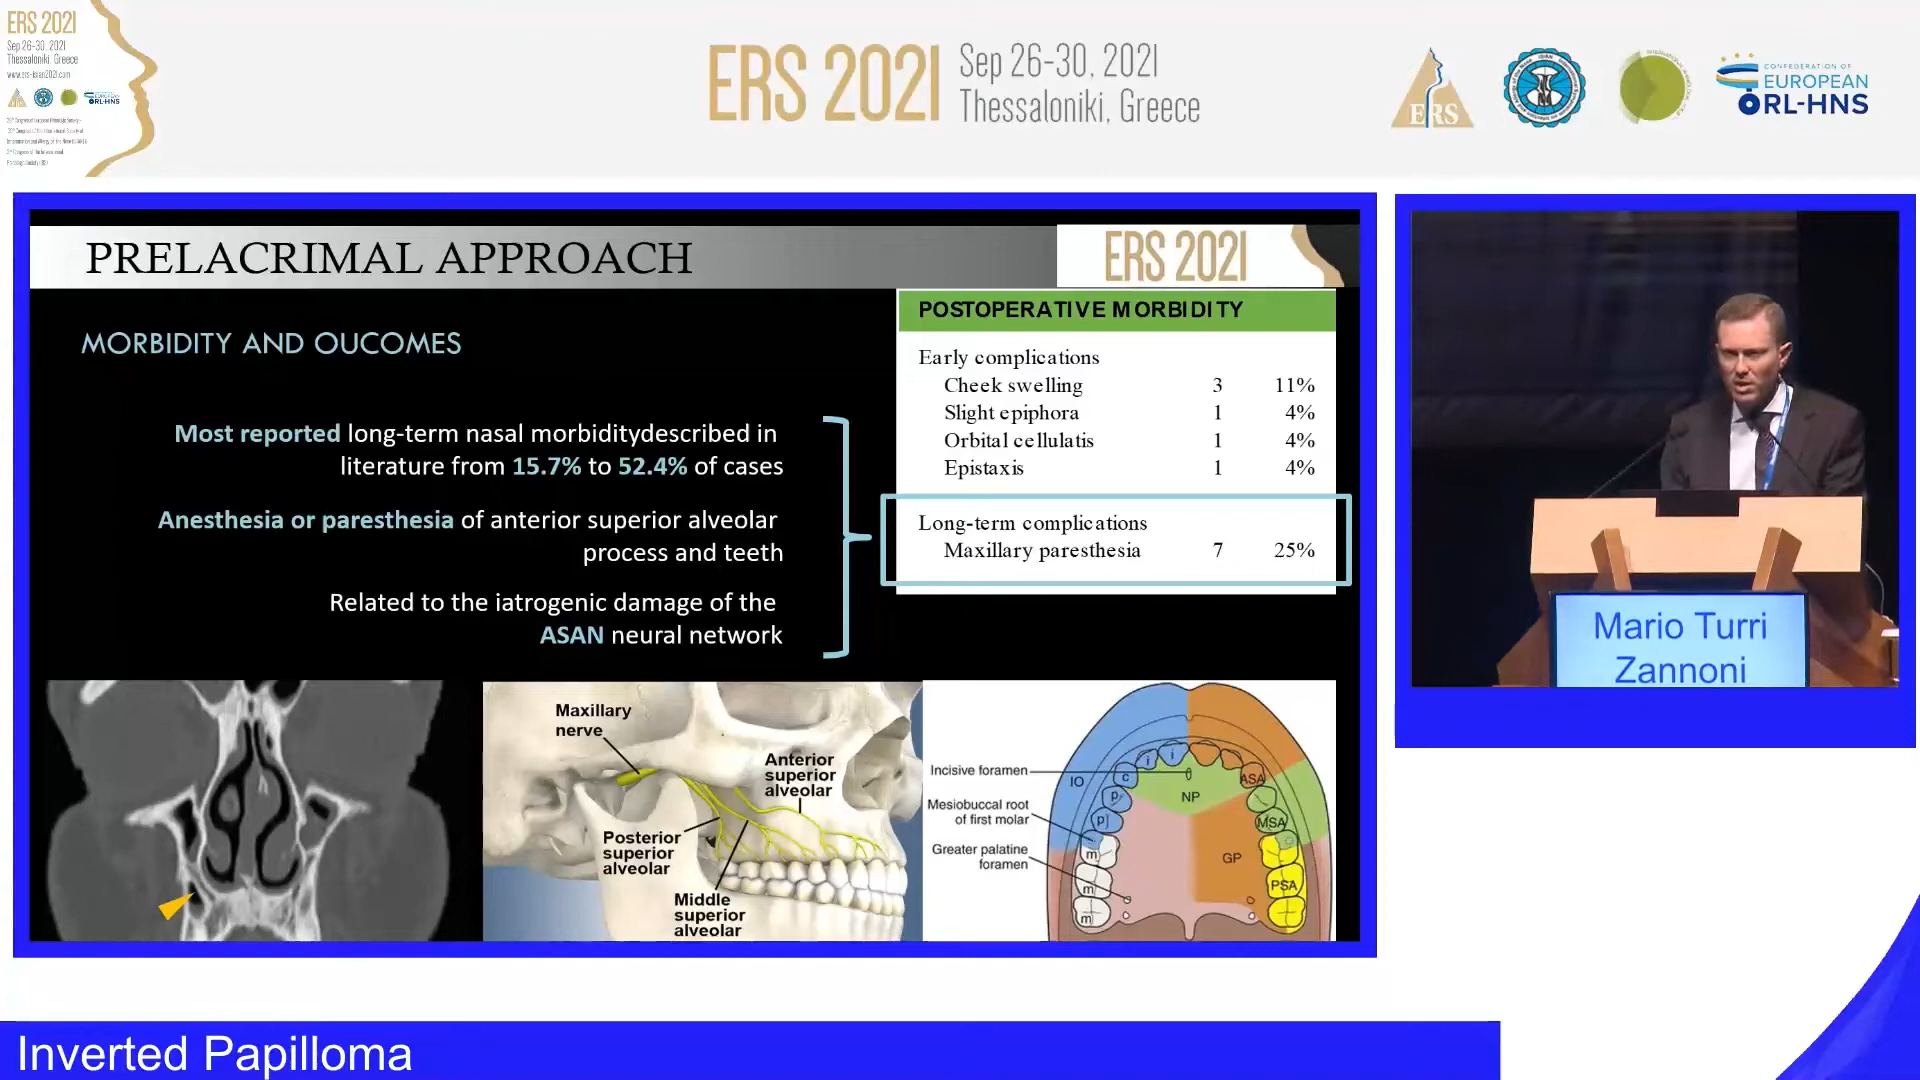 ERS 2021
Sep 26-30, 2021
Thessaloniki, Greece
www.ers-isian2021.com
ERS 2021
Sep 26-30, 2021
Thessaloniki, Greece
ERS
CONFEDERATION OF
EUROPEAN
ORL-HNS
PRELACRIMAL APPROACH
ERS 2021
MORBIDITY AND OUCOMES
Most reported long-term nasal morbiditydescribed in
literature from 15.7% to 52.4% of cases
Anesthesia or paresthesia of anterior superior alveolar
process and teeth
Related to the iatrogenic damage of the
ASAN neural network
POSTOPERATIVE MORBIDITY
Early complications
Cheek swelling 3 11%
Slight epiphora 1 4%
Orbital cellulatis 1 4%
Epistaxis 1 4%
Long-term complications
Maxillary paresthesia 7 25%
Maxillary
nerve
Anterior
superior
alveolar
Posterior
superior
alveolar
Middle
superior
alveolar
Incisive foramen
Mesiobuccal root
of first molar
Greater palatine
foramen
IO
i
i
c
p
p
m
m
m
NP
GP
ASA
MSA
PSA
Mario Turri
Zannoni
Inverted Papilloma